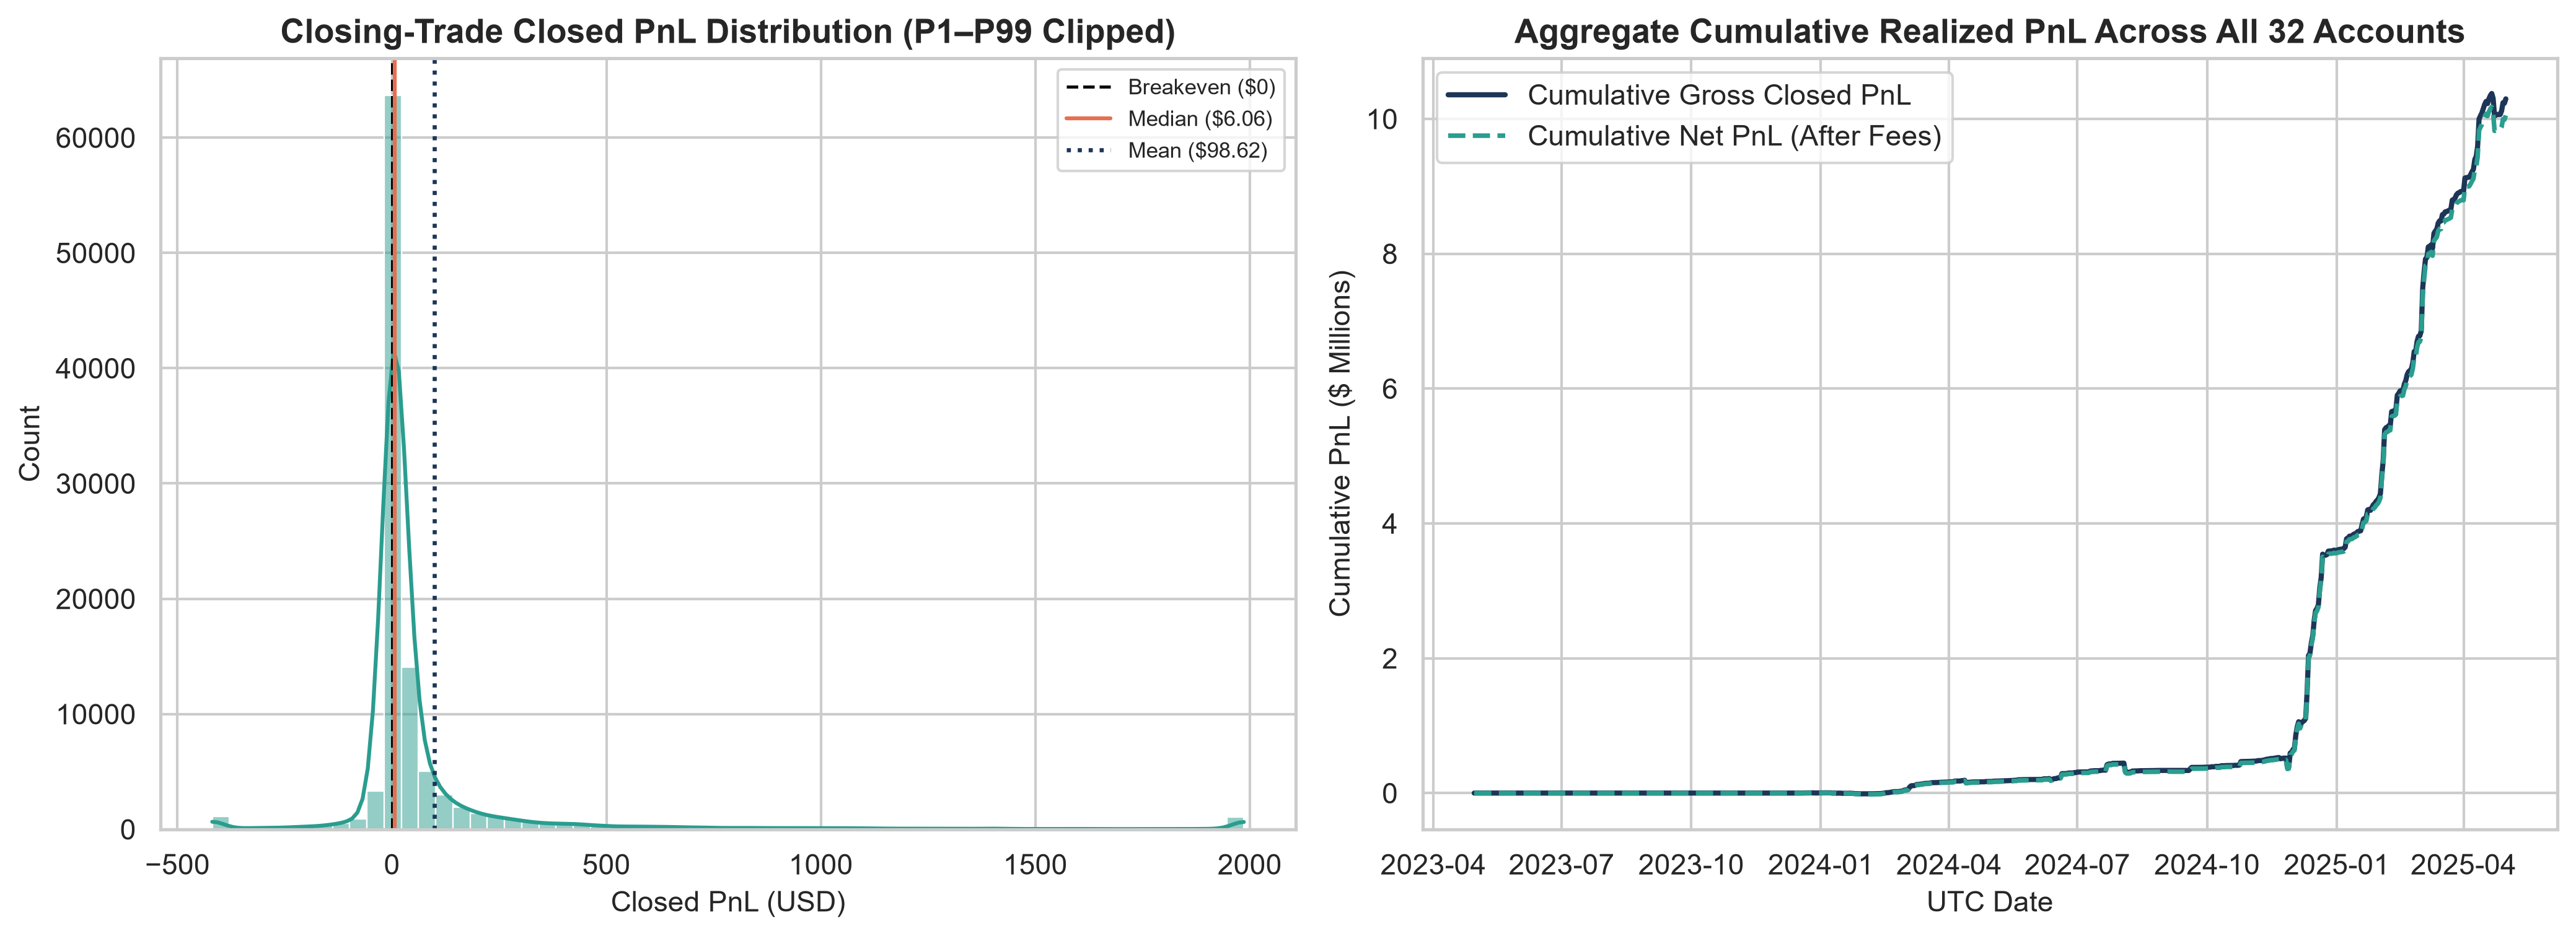 Closing-Trade Closed PnL Distribution (P1–P99 Clipped)
Breakeven ($0)
Median ($6.06)
Mean ($98.62)
Count
60000
50000
40000
30000
20000
10000
0
−500
0
500
1000
1500
2000
Closed PnL (USD)
Aggregate Cumulative Realized PnL Across All 32 Accounts
Cumulative Gross Closed PnL
Cumulative Net PnL (After Fees)
Cumulative PnL ($ Millions)
10
8
6
4
2
0
2023-04
2023-07
2023-10
2024-01
2024-04
2024-07
2024-10
2025-01
2025-04
UTC Date